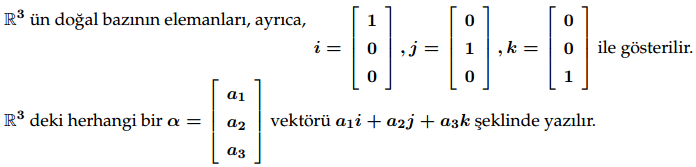 ℝ³ ün doğal bazının elemanları, ayrıca, i = [1 0 0], j = [0 1 0], k = [0 0 1] ile gösterilir.
ℝ³ deki herhangi bir α = [a₁ a₂ a₃] vektörü a₁i + a₂j + a₃k şeklinde yazılır.